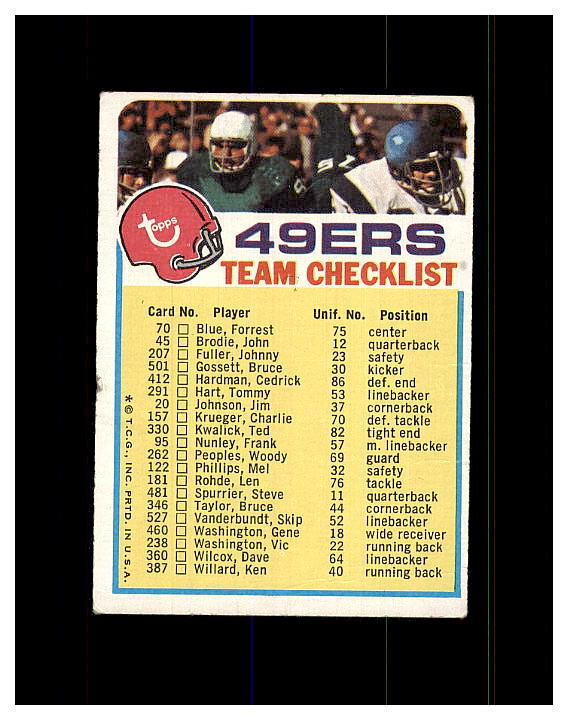 topps
49ERS
TEAM CHECKLIST
Card No. Player Unif. No. Position
70 Blue, Forrest 75 center
45 Brodie, John 12 quarterback
207 Fuller, Johnny 23 safety
501 Gossett, Bruce 30 kicker
412 Hardman, Cedrick 86 def. end
291 Hart, Tommy 53 linebacker
20 Johnson, Jim 37 cornerback
157 Krueger, Charlie 70 def. tackle
330 Kwalick, Ted 82 tight end
95 Nunley, Frank 57 m. linebacker
262 Peoples, Woody 69 guard
122 Phillips, Mel 32 safety
181 Rohde, Len 76 tackle
481 Spurrier, Steve 11 quarterback
346 Taylor, Bruce 44 cornerback
527 Vanderbundt, Skip 52 linebacker
460 Washington, Gene 18 wide receiver
238 Washington, Vic 22 running back
360 Wilcox, Dave 64 linebacker
387 Willard, Ken 40 running back
* © T.C.G., INC. PRTD. IN U.S.A.